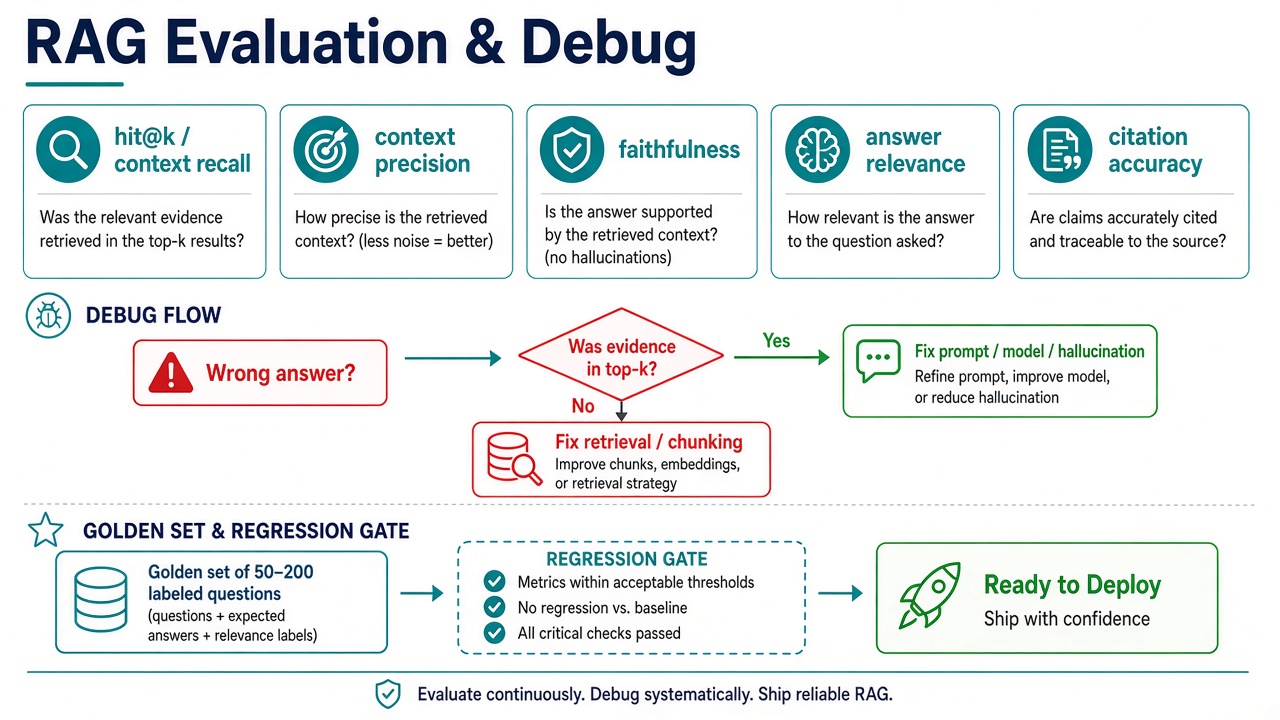 RAG Evaluation & Debug
hit@k /
context recall
Was the relevant evidence
retrieved in the top-k results?
context
precision
How precise is the retrieved
context? (less noise = better)
faithfulness
Is the answer supported
by the retrieved context?
(no hallucinations)
answer
relevance
How relevant is the answer
to the question asked?
citation
accuracy
Are claims accurately cited
and traceable to the source?
DEBUG FLOW
Wrong answer?
Was evidence
in top-k?
Yes
Fix prompt / model / hallucination
Refine prompt, improve model,
or reduce hallucination
No
Fix retrieval / chunking
Improve chunks, embeddings,
or retrieval strategy
GOLDEN SET & REGRESSION GATE
Golden set of 50–200
labeled questions
(questions + expected
answers + relevance labels)
REGRESSION GATE
Metrics within acceptable thresholds
No regression vs. baseline
All critical checks passed
Ready to Deploy
Ship with confidence
Evaluate continuously. Debug systematically. Ship reliable RAG.